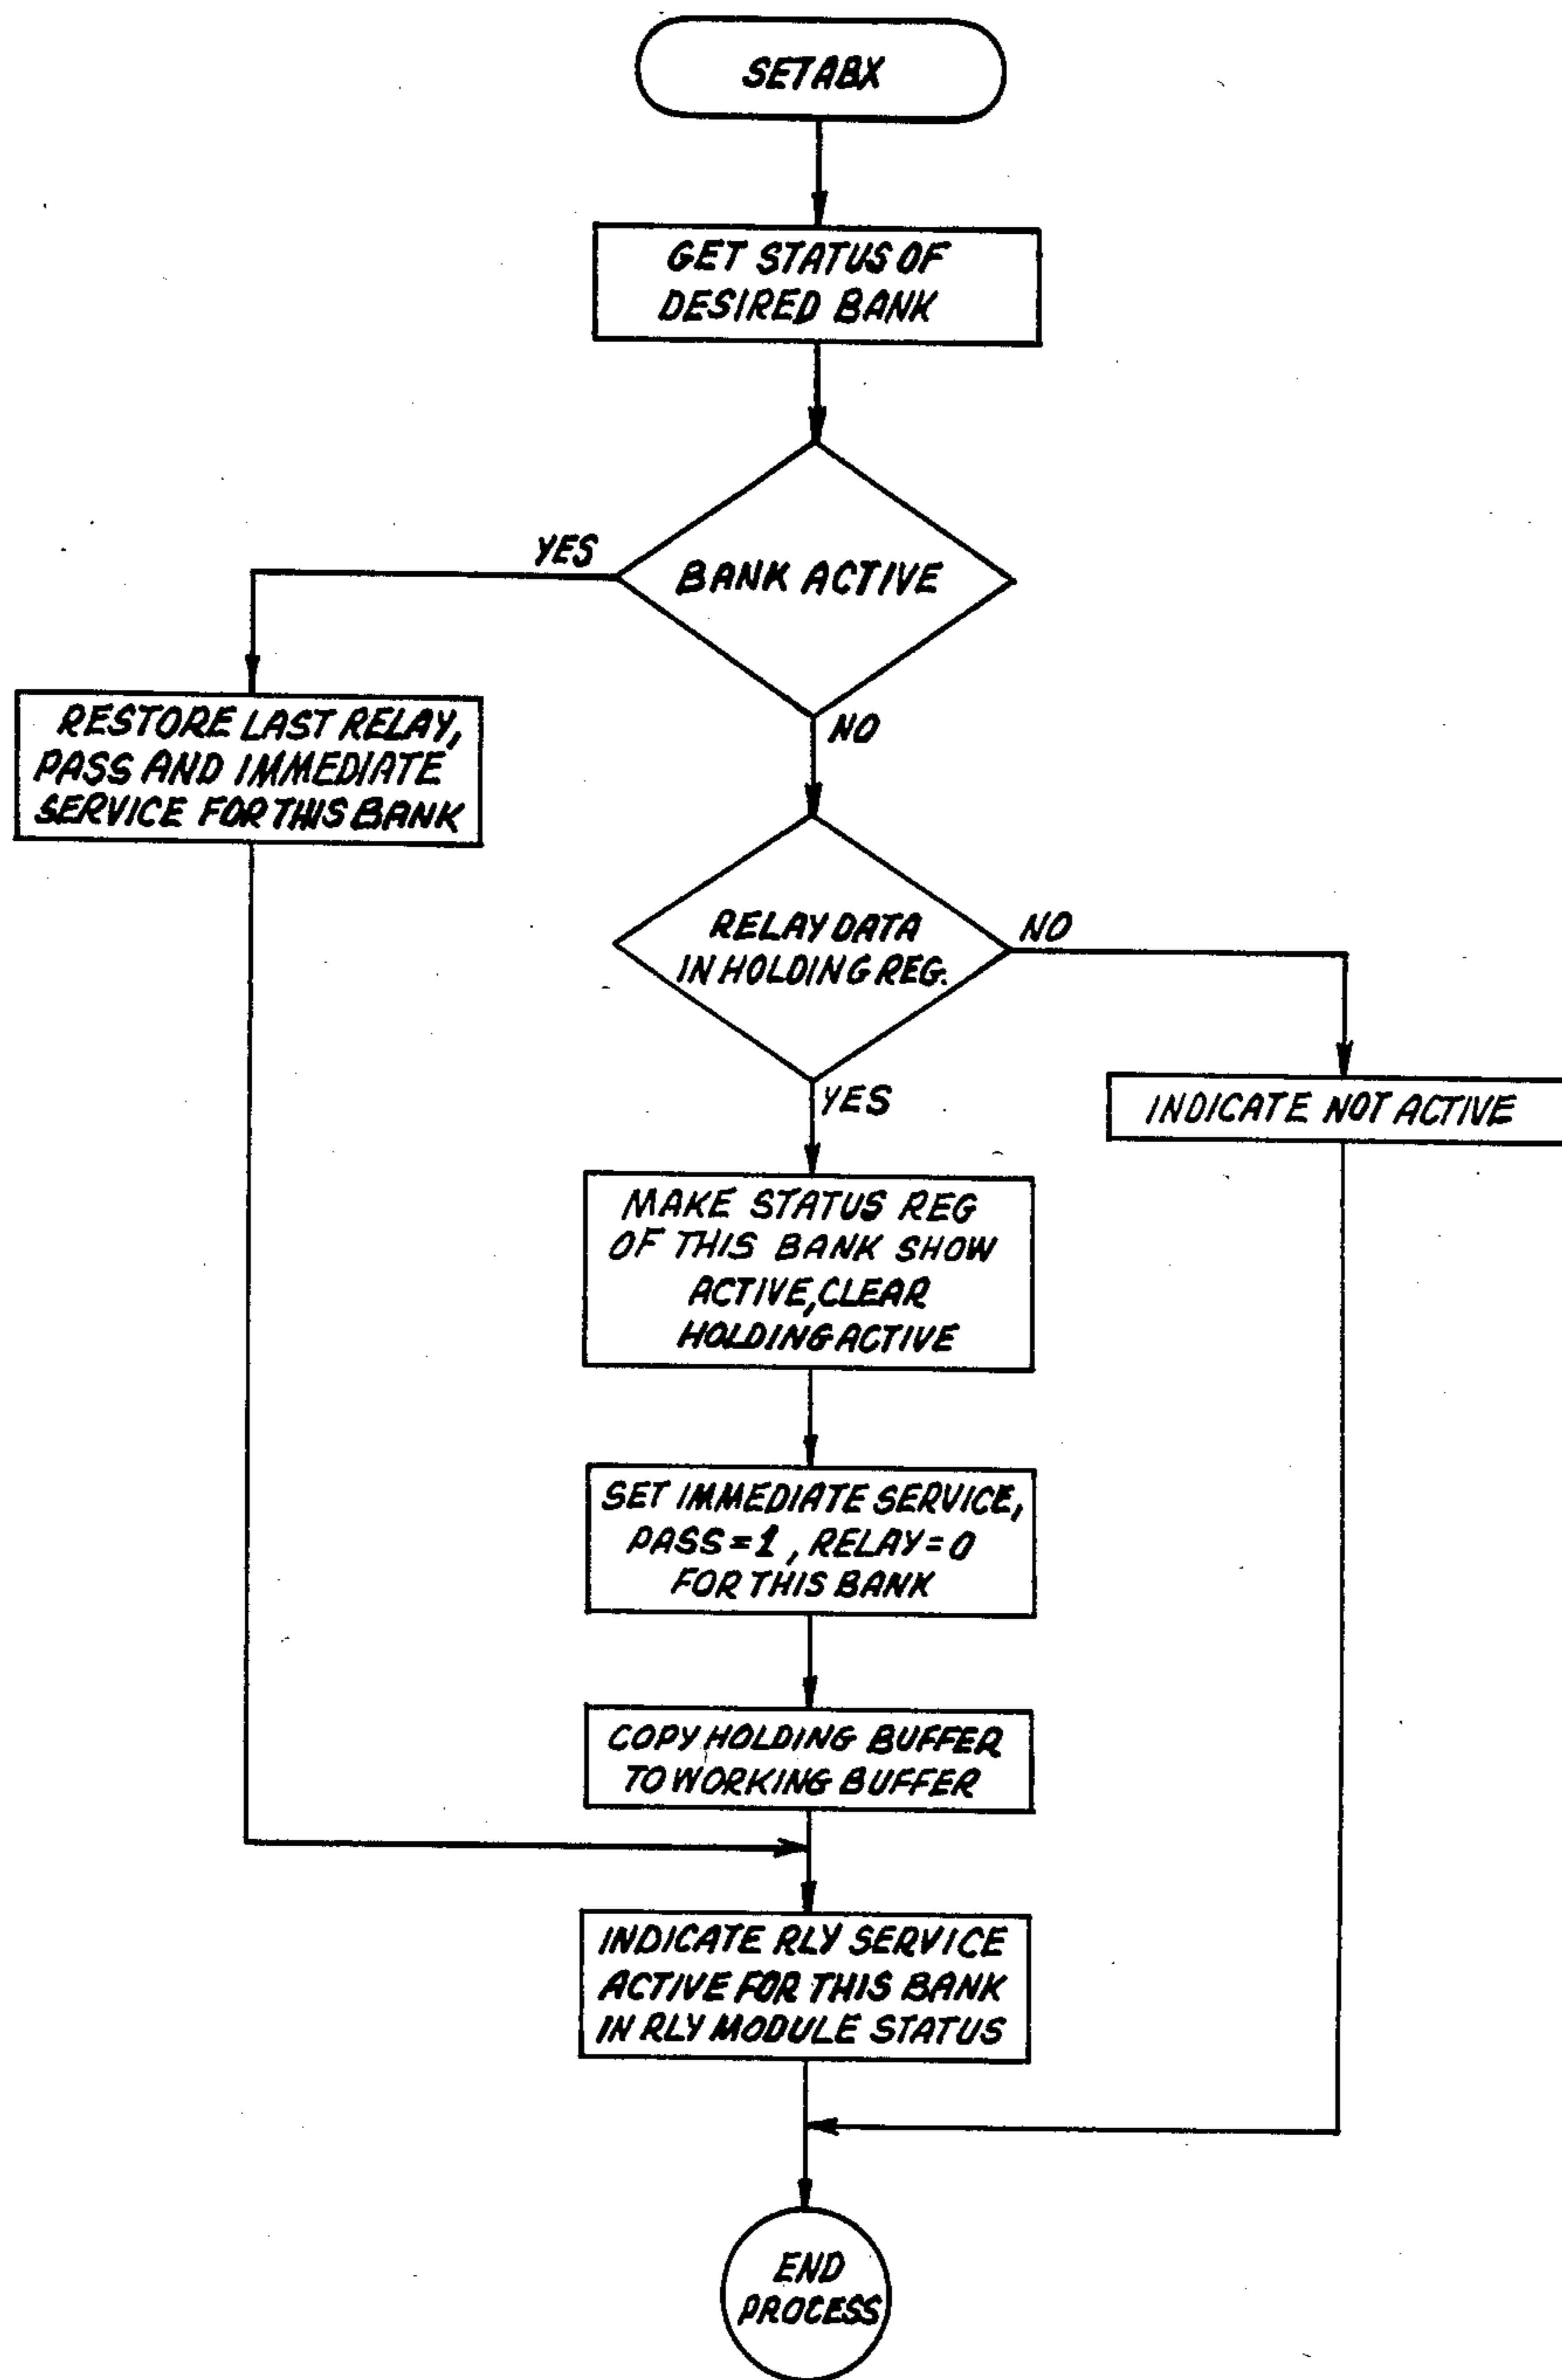 SETABX
GET STATUS OF
DESIRED BANK
YES
BANK ACTIVE
NO
RESTORE LAST RELAY,
PASS AND IMMEDIATE
SERVICE FOR THIS BANK
RELAY DATA
IN HOLDING REG.
NO
YES
INDICATE NOT ACTIVE
MAKE STATUS REG
OF THIS BANK SHOW
ACTIVE, CLEAR
HOLDING ACTIVE
SET IMMEDIATE SERVICE,
PASS=1, RELAY=0
FOR THIS BANK
COPY HOLDING BUFFER
TO WORKING BUFFER
INDICATE RLY SERVICE
ACTIVE FOR THIS BANK
IN RLY MODULE STATUS
END
PROCESS